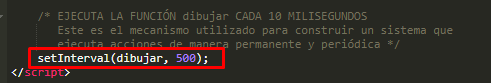 /* EJECUTA LA FUNCIÓN dibujar CADA 10 MILISEGUNDOS
Este es el mecanismo utilizado para construir un sistema que
ejecuta acciones de manera permanente y periódica */
setInterval(dibujar, 500);
</script>